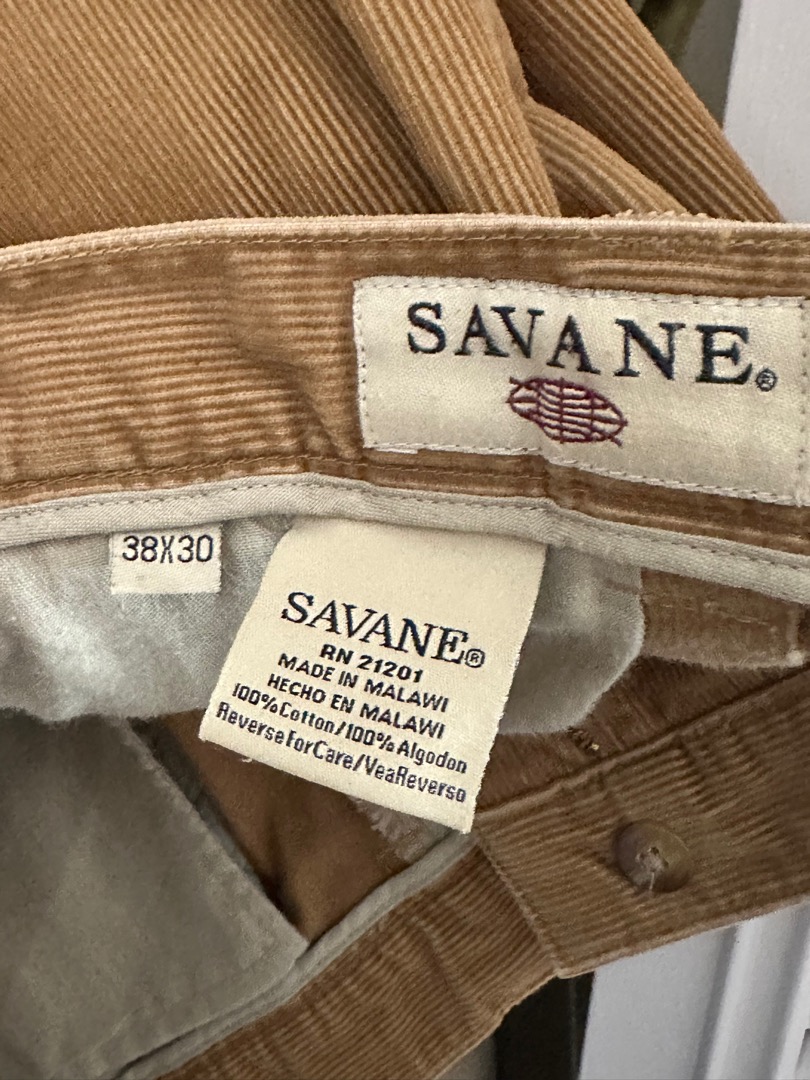 SAVANE®
38X30
SAVANE®
RN 21201
MADE IN MALAWI
HECHO EN MALAWI
100%Cotton/100%Algodon
ReverseForCare/VeaReverso